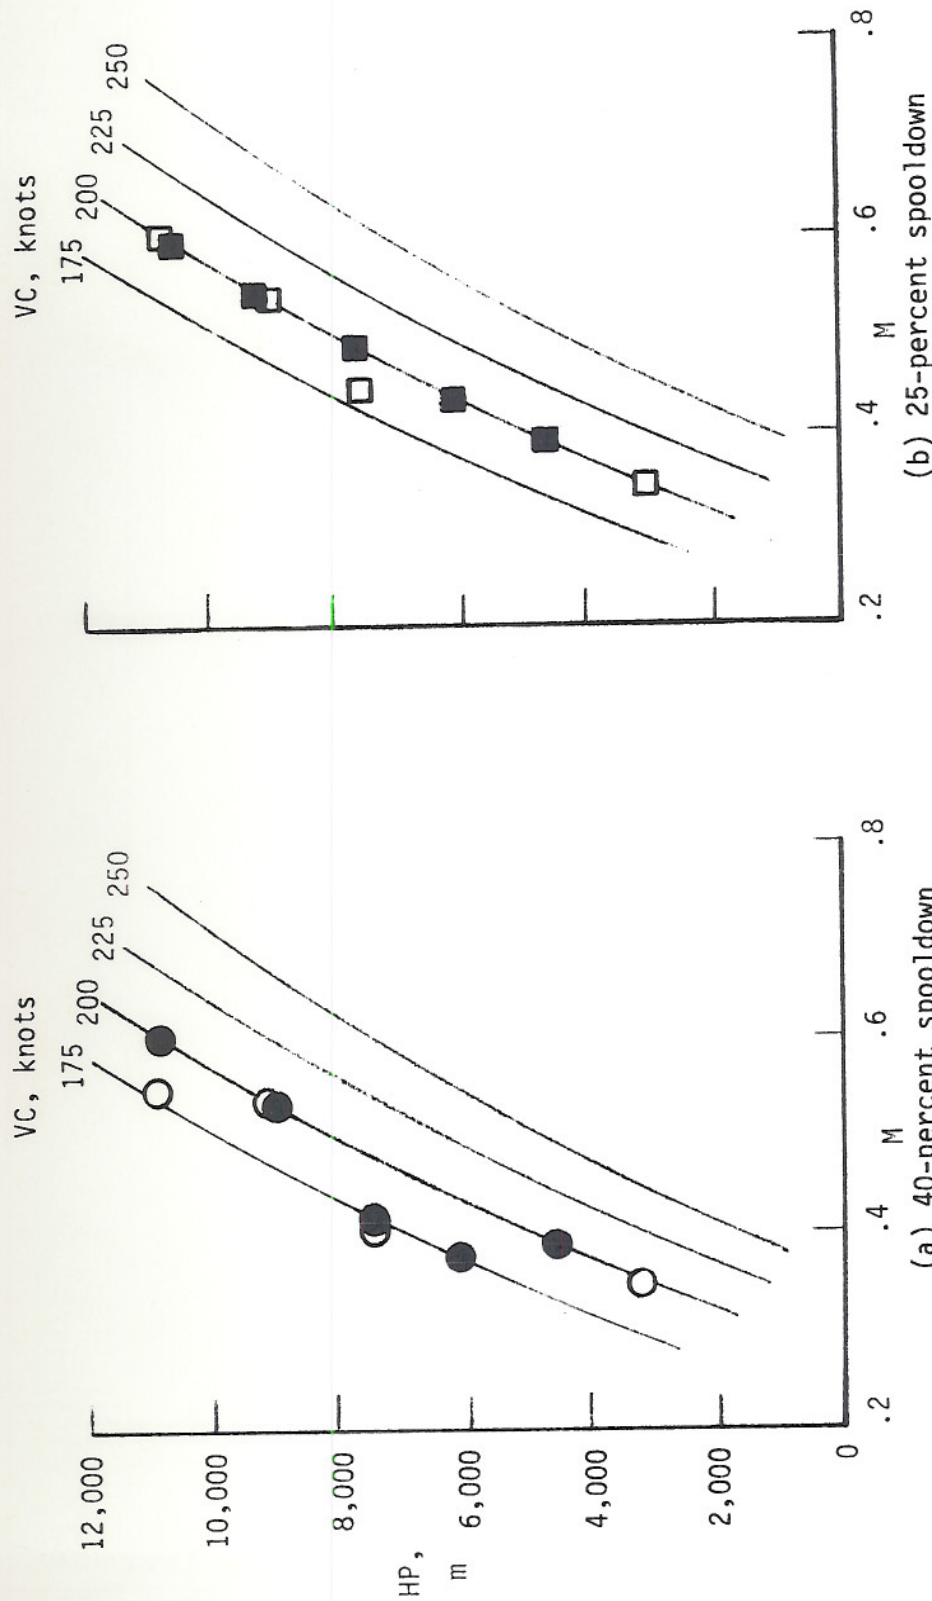 VC, knots
175 200 225 250
12,000
10,000
8,000
HP,
m
6,000
4,000
2,000
0
.2 .4 .6 .8
M
(a) 40-percent spooldown
VC, knots
175 200 225 250
.2 .4 .6 .8
M
(b) 25-percent spooldown